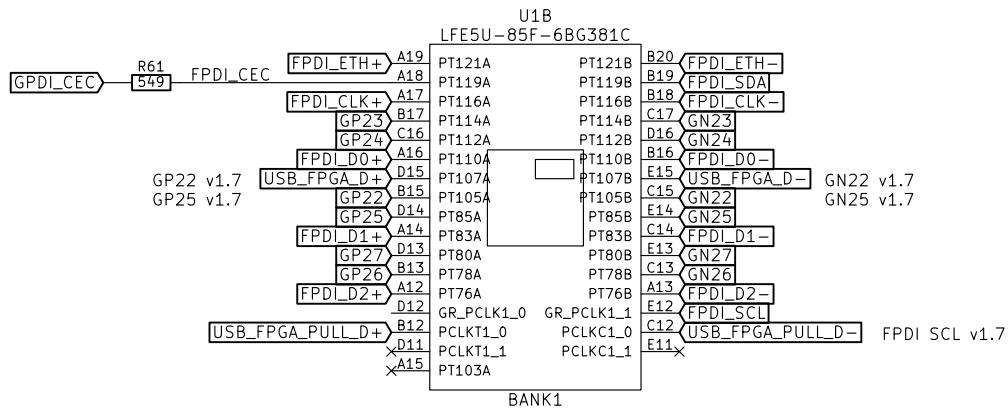 U1B
LFE5U-85F-6BG381C
FPDI_ETH+ A19 PT121A PT121B B20 FPDI_ETH-
GPDI_CEC R61 549 FPDI_CEC A18 PT119A PT119B B19 FPDI_SDA
FPDI_CLK+ A17 PT116A PT116B B18 FPDI_CLK-
GP23 B17 PT114A PT114B C17 GN23
GP24 C16 PT112A PT112B D16 GN24
FPDI_D0+ A16 PT110A PT110B B16 FPDI_D0-
GP22 v1.7 USB_FPGA_D+ D15 PT107A PT107B E15 USB_FPGA_D- GN22 v1.7
GP25 v1.7 GP22 B15 PT105A PT105B C15 GN22 GN25 v1.7
GP25 D14 PT85A PT85B E14 GN25
FPDI_D1+ A14 PT83A PT83B C14 FPDI_D1-
GP27 D13 PT80A PT80B E13 GN27
GP26 B13 PT78A PT78B C13 GN26
FPDI_D2+ A12 PT76A PT76B A13 FPDI_D2-
D12 GR_PCLK1_0 GR_PCLK1_1 E12 FPDI_SCL
USB_FPGA_PULL_D+ B12 PCLKT1_0 PCLKC1_0 C12 USB_FPGA_PULL_D- FPDI SCL v1.7
D11 PCLKT1_1 PCLKC1_1 E11
A15 PT103A
BANK1